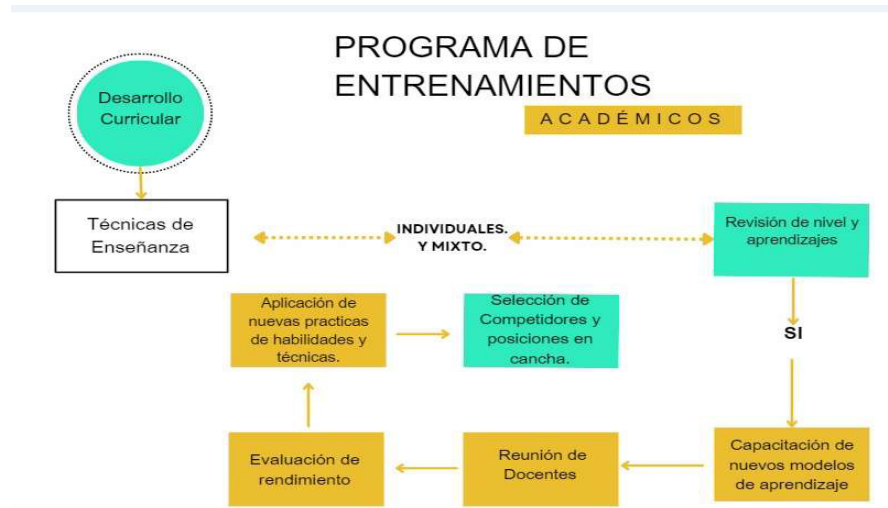 PROGRAMA DE
ENTRENAMIENTOS
ACADÉMICOS
Desarrollo
Curricular
Técnicas de
Enseñanza
INDIVIDUALES.
Y MIXTO.
Revisión de nivel y
aprendizajes
SI
Capacitación de
nuevos modelos
de aprendizaje
Reunión de
Docentes
Evaluación de
rendimiento
Aplicación de
nuevas practicas
de habilidades y
técnicas.
Selección de
Competidores y
posiciones en
cancha.